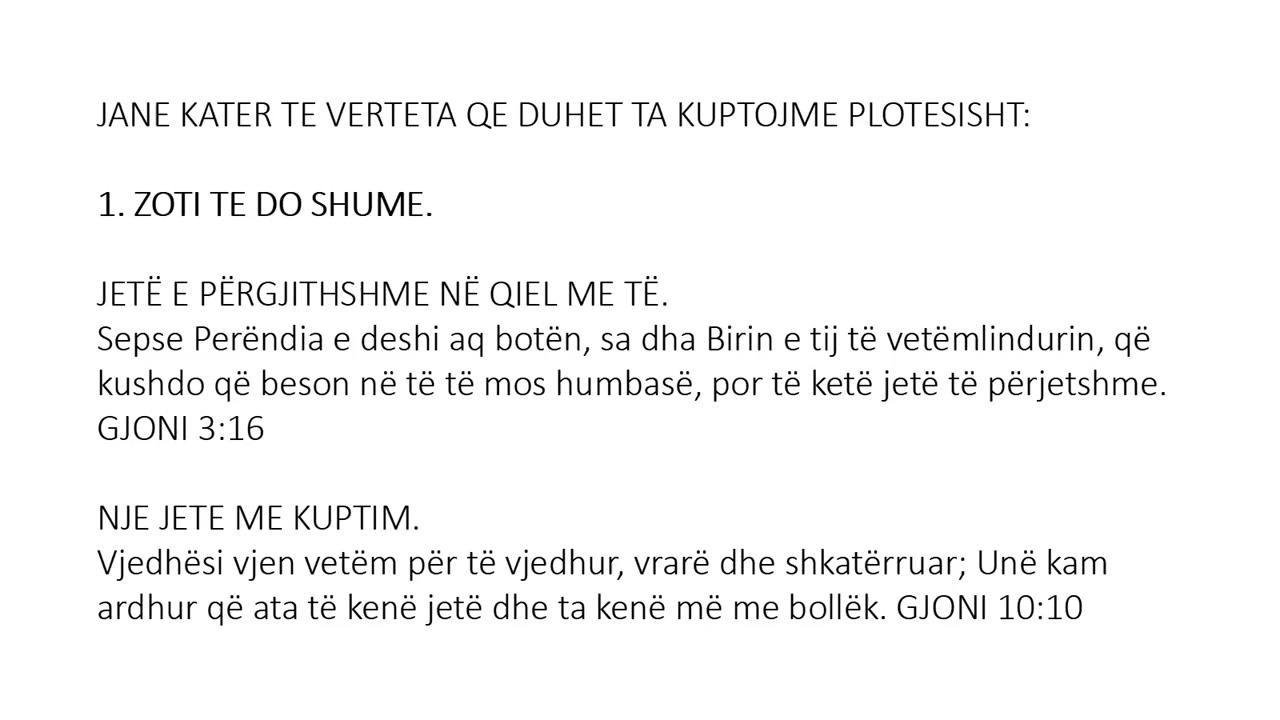 JANE KATER TE VERTETA QE DUHET TA KUPTOJME PLOTESISHT:
1. ZOTI TE DO SHUME.
JETË E PËRGJITHSHME NË QIEL ME TË.
Sepse Perëndia e deshi aq botën, sa dha Birin e tij të vetëmlindurin, që
kushdo që beson në të të mos humbasë, por të ketë jetë të përjetshme.
GJONI 3:16
NJE JETE ME KUPTIM.
Vjedhësi vjen vetëm për të vjedhur, vrarë dhe shkatërruar; Unë kam
ardhur që ata të kenë jetë dhe ta kenë më me bollëk. GJONI 10:10